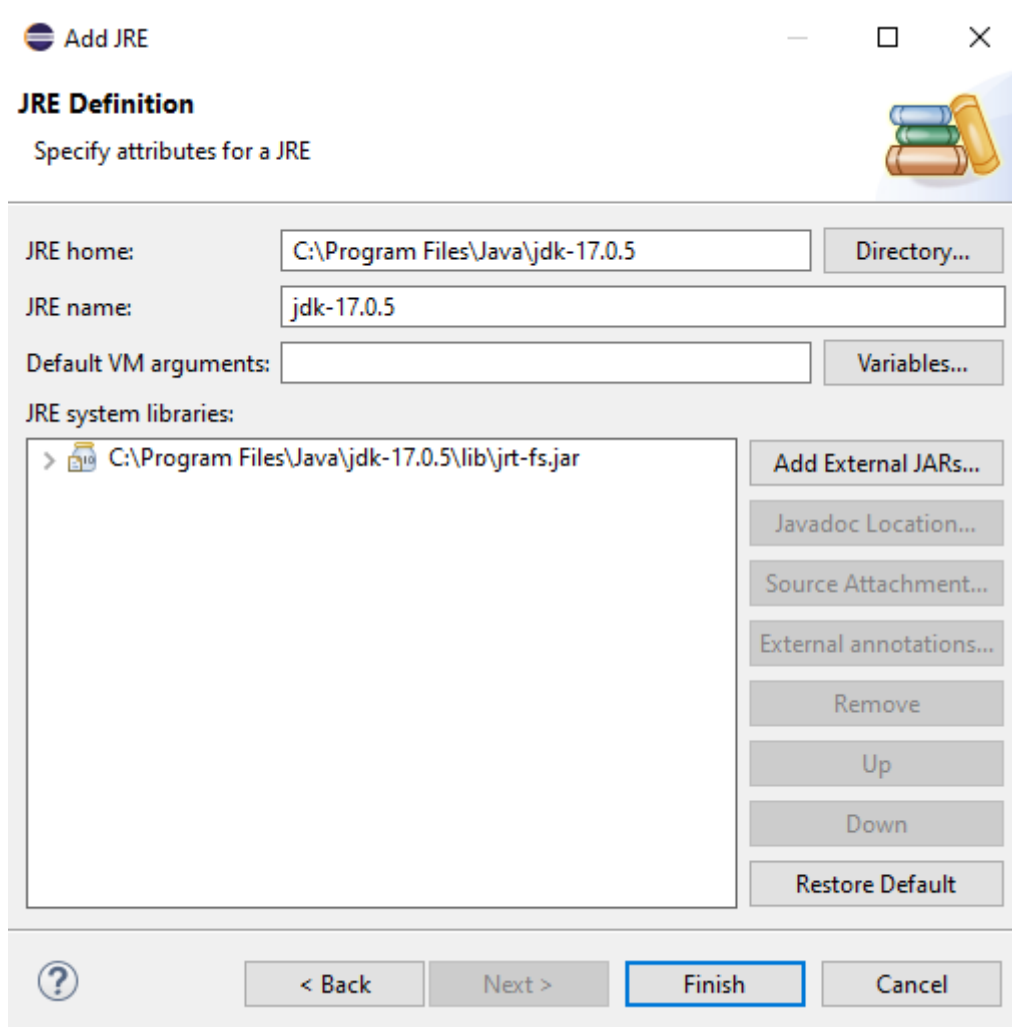 Add JRE
JRE Definition
Specify attributes for a JRE
JRE home: C:\Program Files\Java\jdk-17.0.5 Directory...
JRE name: jdk-17.0.5
Default VM arguments: Variables...
JRE system libraries:
C:\Program Files\Java\jdk-17.0.5\lib\jrt-fs.jar
Add External JARs...
Javadoc Location...
Source Attachment...
External annotations...
Remove
Up
Down
Restore Default
? < Back Next > Finish Cancel